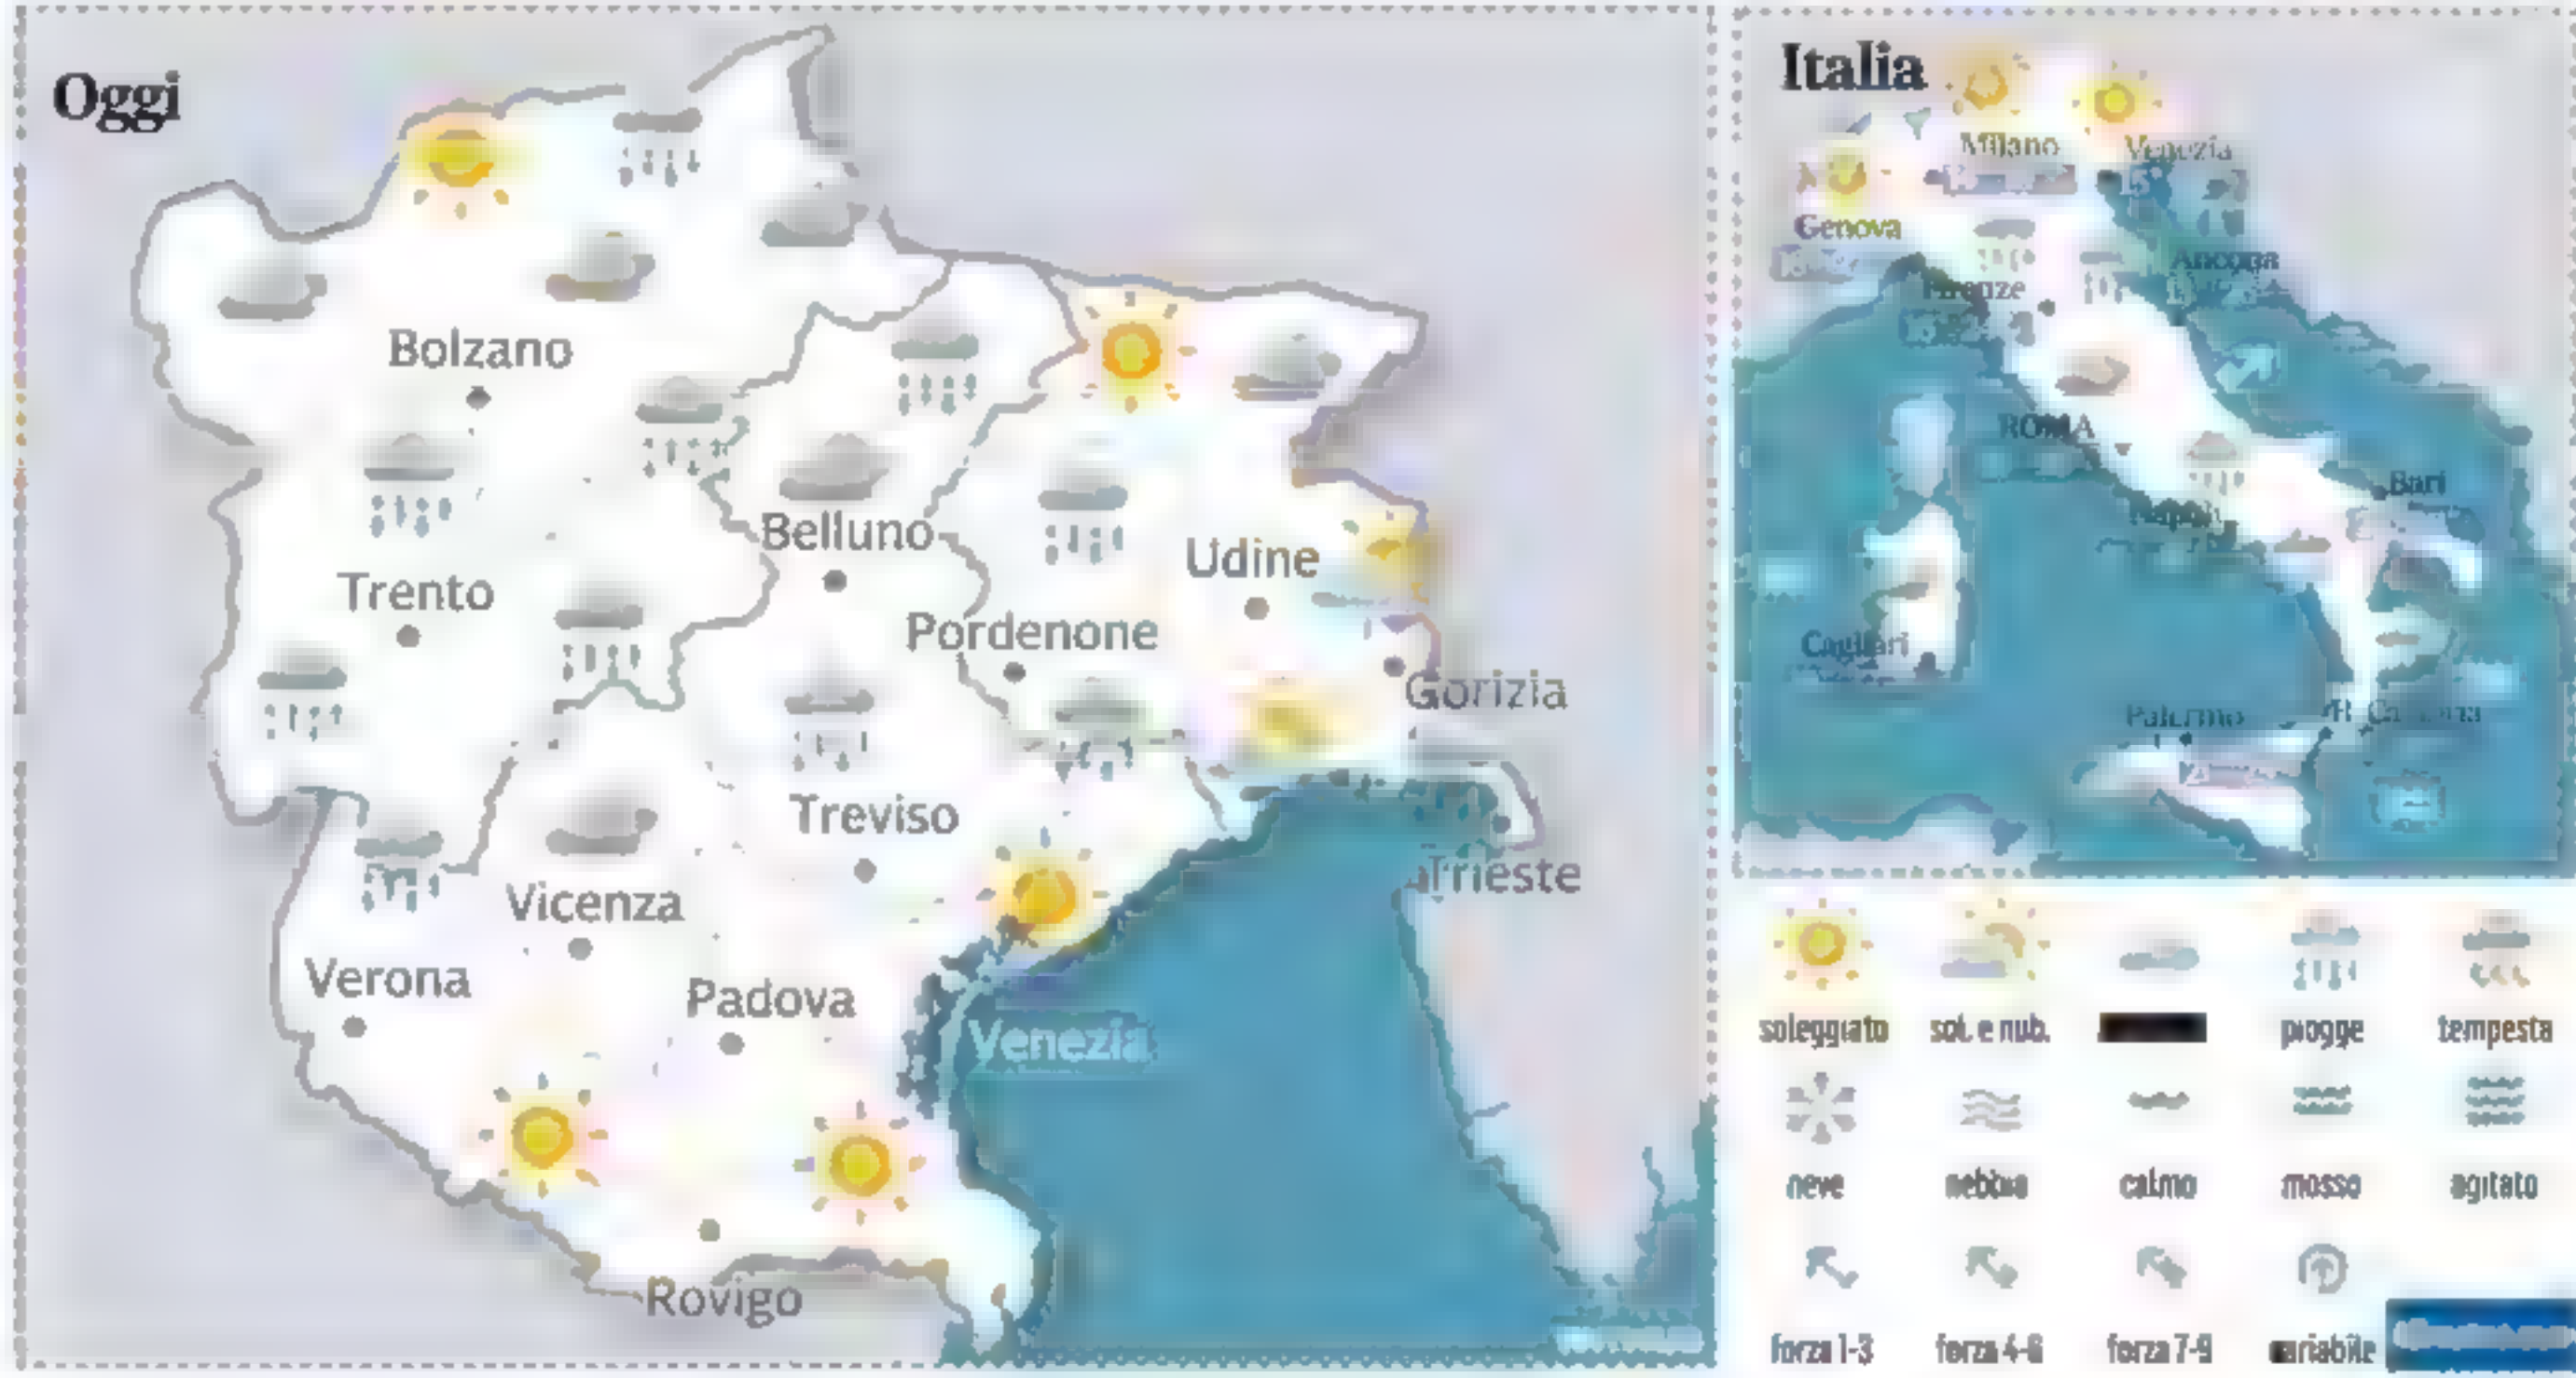 Oggi
Bolzano
Belluno
Udine
Trento
Pordenone
Gorizia
Treviso
Trieste
Vicenza
Verona
Padova
Venezia
Rovigo
Italia
Milano
Venezia
15°
Genova
Ancona
Firenze
ROMA
Bari
Cagliari
Palermo
soleggiato sol. e nub. piogge tempesta
neve nebbia calmo mosso agitato
forza 1-3 forza 4-6 forza 7-9 variabile